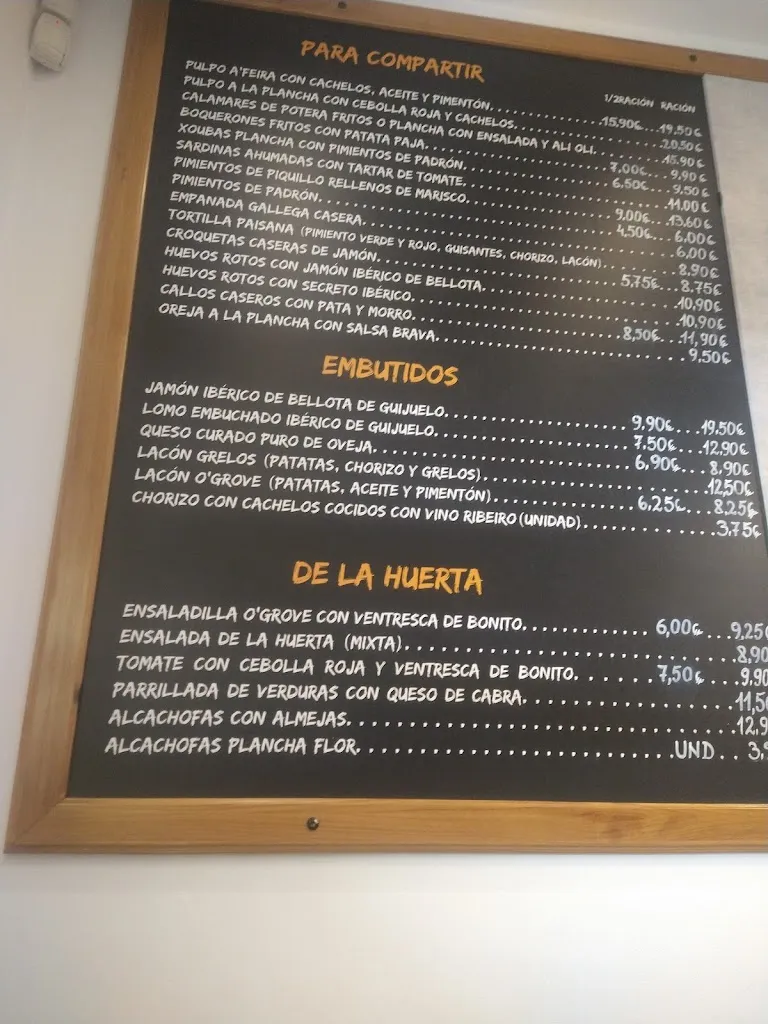 PARA COMPARTIR
1/2RACIÓN RACIÓN
PULPO A'FEIRA CON CACHELOS, ACEITE Y PIMENTÓN. . . . . . . . . . 15.90€. . . 19.50€
PULPO A LA PLANCHA CON CEBOLLA ROJA Y CACHELOS. . . . . . . . . . 20,50€
CALAMARES DE POTERA FRITOS O PLANCHA CON ENSALADA Y ALI OLI. . . . . . 15.90€
BOQUERONES FRITOS CON PATATA PAJA. . . . . . . . . . 7.00€. . . 9,90€
XOUBAS PLANCHA CON PIMIENTOS DE PADRÓN. . . . . . . . . . 6,50€. . . 9,50€
SARDINAS AHUMADAS CON TARTAR DE TOMATE. . . . . . . . . . 11.00€
PIMIENTOS DE PIQUILLO RELLENOS DE MARISCO. . . . . . . . . . 9.00€. . . 13.60€
PIMIENTOS DE PADRÓN. . . . . . . . . . 4,50€. . . 6,00€
EMPANADA GALLEGA CASERA. . . . . . . . . . 6,00€
TORTILLA PAISANA (PIMIENTO VERDE Y ROJO, GUISANTES, CHORIZO, LACÓN). . . . . . 8,90€
CROQUETAS CASERAS DE JAMÓN. . . . . . . . . . 5,75€. . . 8.75€
HUEVOS ROTOS CON JAMÓN IBÉRICO DE BELLOTA. . . . . . . . . . 10,90€
HUEVOS ROTOS CON SECRETO IBÉRICO. . . . . . . . . . 10,90€
CALLOS CASEROS CON PATA Y MORRO. . . . . . . . . . 8,50€. . . 11,90€
OREJA A LA PLANCHA CON SALSA BRAVA. . . . . . . . . . 9.50€
EMBUTIDOS
JAMÓN IBÉRICO DE BELLOTA DE GUIJUELO. . . . . . . . . . 9.90€. . . 19.50€
LOMO EMBUCHADO IBÉRICO DE GUIJUELO. . . . . . . . . . 7.50€. . . 12.90€
QUESO CURADO PURO DE OVEJA. . . . . . . . . . 6,90€. . . 8,90€
LACÓN GRELOS (PATATAS, CHORIZO Y GRELOS). . . . . . . . . . 12,50€
LACÓN O'GROVE (PATATAS, ACEITE Y PIMENTÓN). . . . . . . . . . 6.25€. . . 8.25€
CHORIZO CON CACHELOS COCIDOS CON VINO RIBEIRO (UNIDAD). . . . . . . . . . 3.75€
DE LA HUERTA
ENSALADILLA O'GROVE CON VENTRESCA DE BONITO. . . . . . . . . . 6,00€ . . . 9,25€
ENSALADA DE LA HUERTA (MIXTA). . . . . . . . . . 8,90
TOMATE CON CEBOLLA ROJA Y VENTRESCA DE BONITO. . . . . . 7,50€ . . . 9,90
PARRILLADA DE VERDURAS CON QUESO DE CABRA. . . . . . . . . . 11,5
ALCACHOFAS CON ALMEJAS. . . . . . . . . . 12,9
ALCACHOFAS PLANCHA FLOR. . . . . . . . . . UND . . 3,